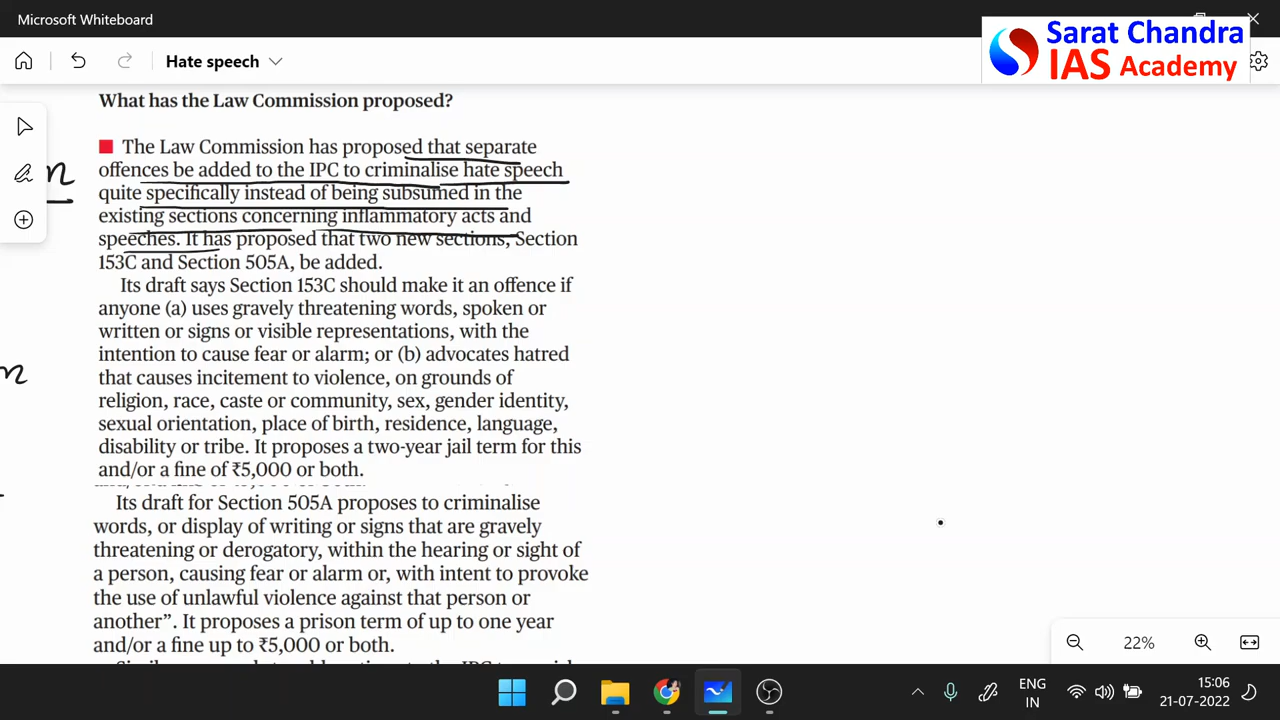 Microsoft Whiteboard
Sarat Chandra
IAS Academy
Hate speech
What has the Law Commission proposed?
The Law Commission has proposed that separate
offences be added to the IPC to criminalise hate speech
quite specifically instead of being subsumed in the
existing sections concerning inflammatory acts and
speeches. It has proposed that two new sections, Section
153C and Section 505A, be added.
Its draft says Section 153C should make it an offence if
anyone (a) uses gravely threatening words, spoken or
written or signs or visible representations, with the
intention to cause fear or alarm; or (b) advocates hatred
that causes incitement to violence, on grounds of
religion, race, caste or community, sex, gender identity,
sexual orientation, place of birth, residence, language,
disability or tribe. It proposes a two-year jail term for this
and/or a fine of ₹5,000 or both.
Its draft for Section 505A proposes to criminalise
words, or display of writing or signs that are gravely
threatening or derogatory, within the hearing or sight of
a person, causing fear or alarm or, with intent to provoke
the use of unlawful violence against that person or
another”. It proposes a prison term of up to one year
and/or a fine up to ₹5,000 or both.
22%
ENG
IN
15:06
21-07-2022